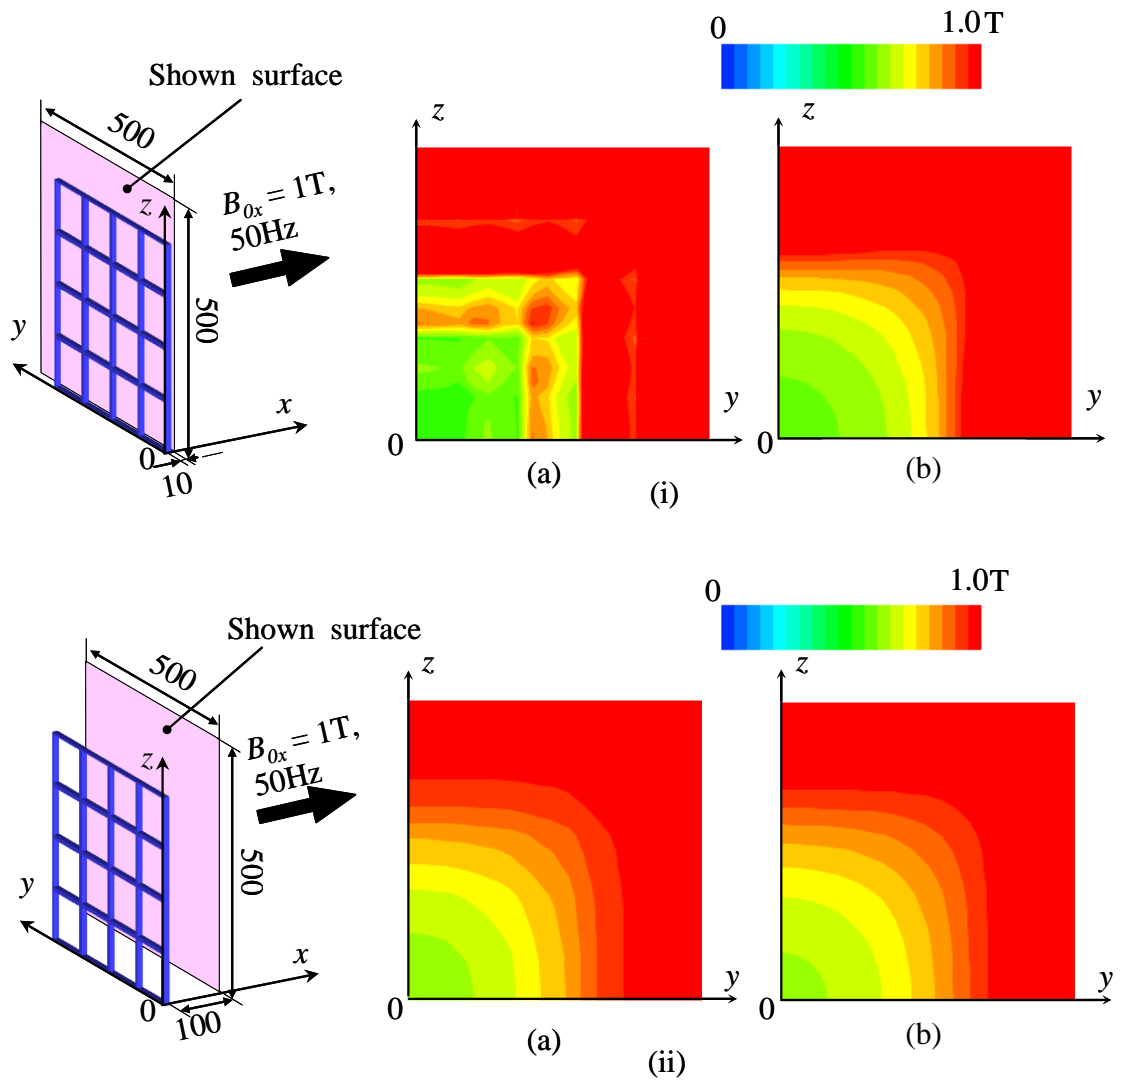 0
1.0T
Shown surface
500
B0x = 1T,
50Hz
z
y
500
x
0
10
z
y
0
(a)
z
y
0
(b)
(i)
0
1.0T
Shown surface
500
B0x = 1T,
50Hz
z
y
500
x
0
100
z
y
0
(a)
z
y
0
(b)
(ii)